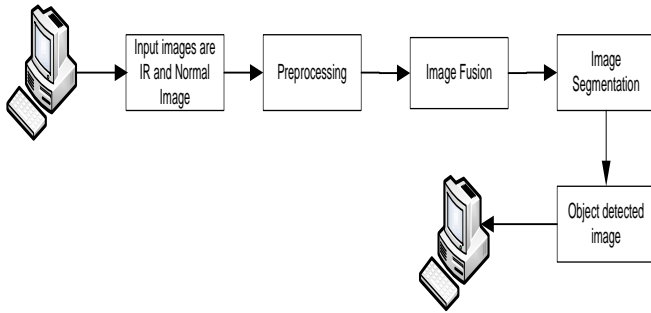 Input images are
IR and Normal
Image
Preprocessing
Image Fusion
Image
Segmentation
Object detected
image